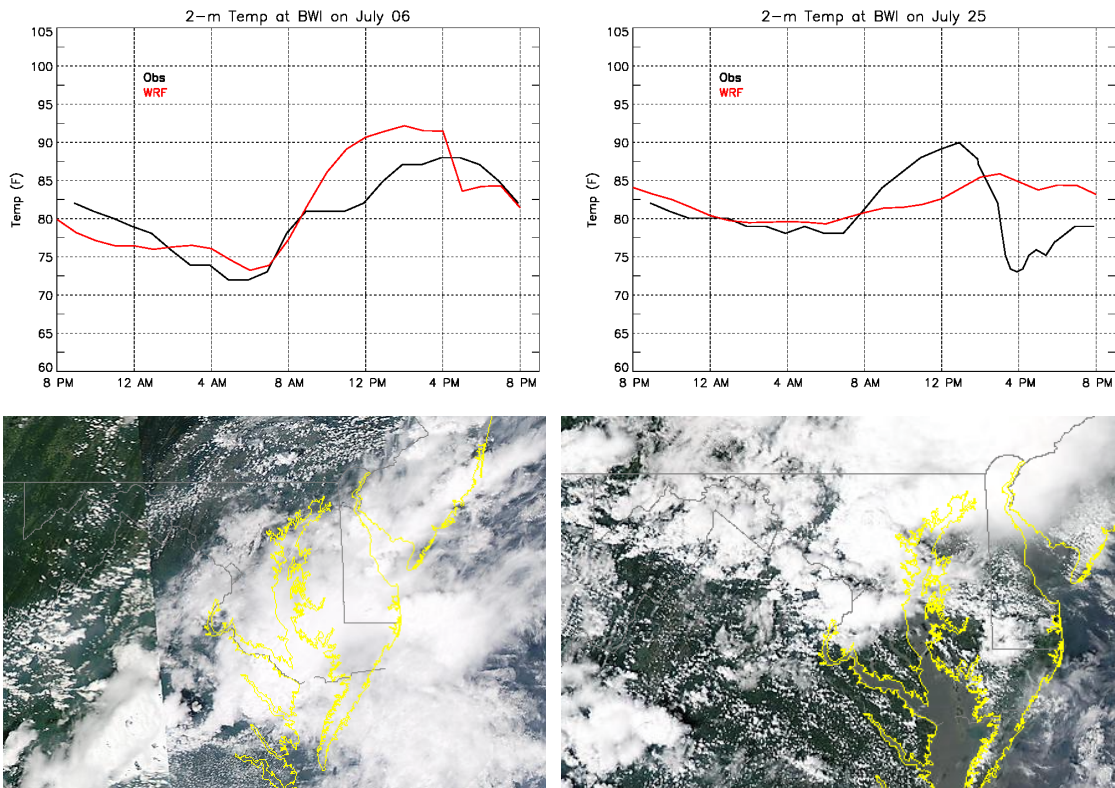 2-m Temp at BWI on July 06
105
100
95
90
85
80
75
70
65
60
Temp (F)
Obs
WRF
8 PM 12 AM 4 AM 8 AM 12 PM 4 PM 8 PM
2-m Temp at BWI on July 25
105
100
95
90
85
80
75
70
65
60
Temp (F)
Obs
WRF
8 PM 12 AM 4 AM 8 AM 12 PM 4 PM 8 PM